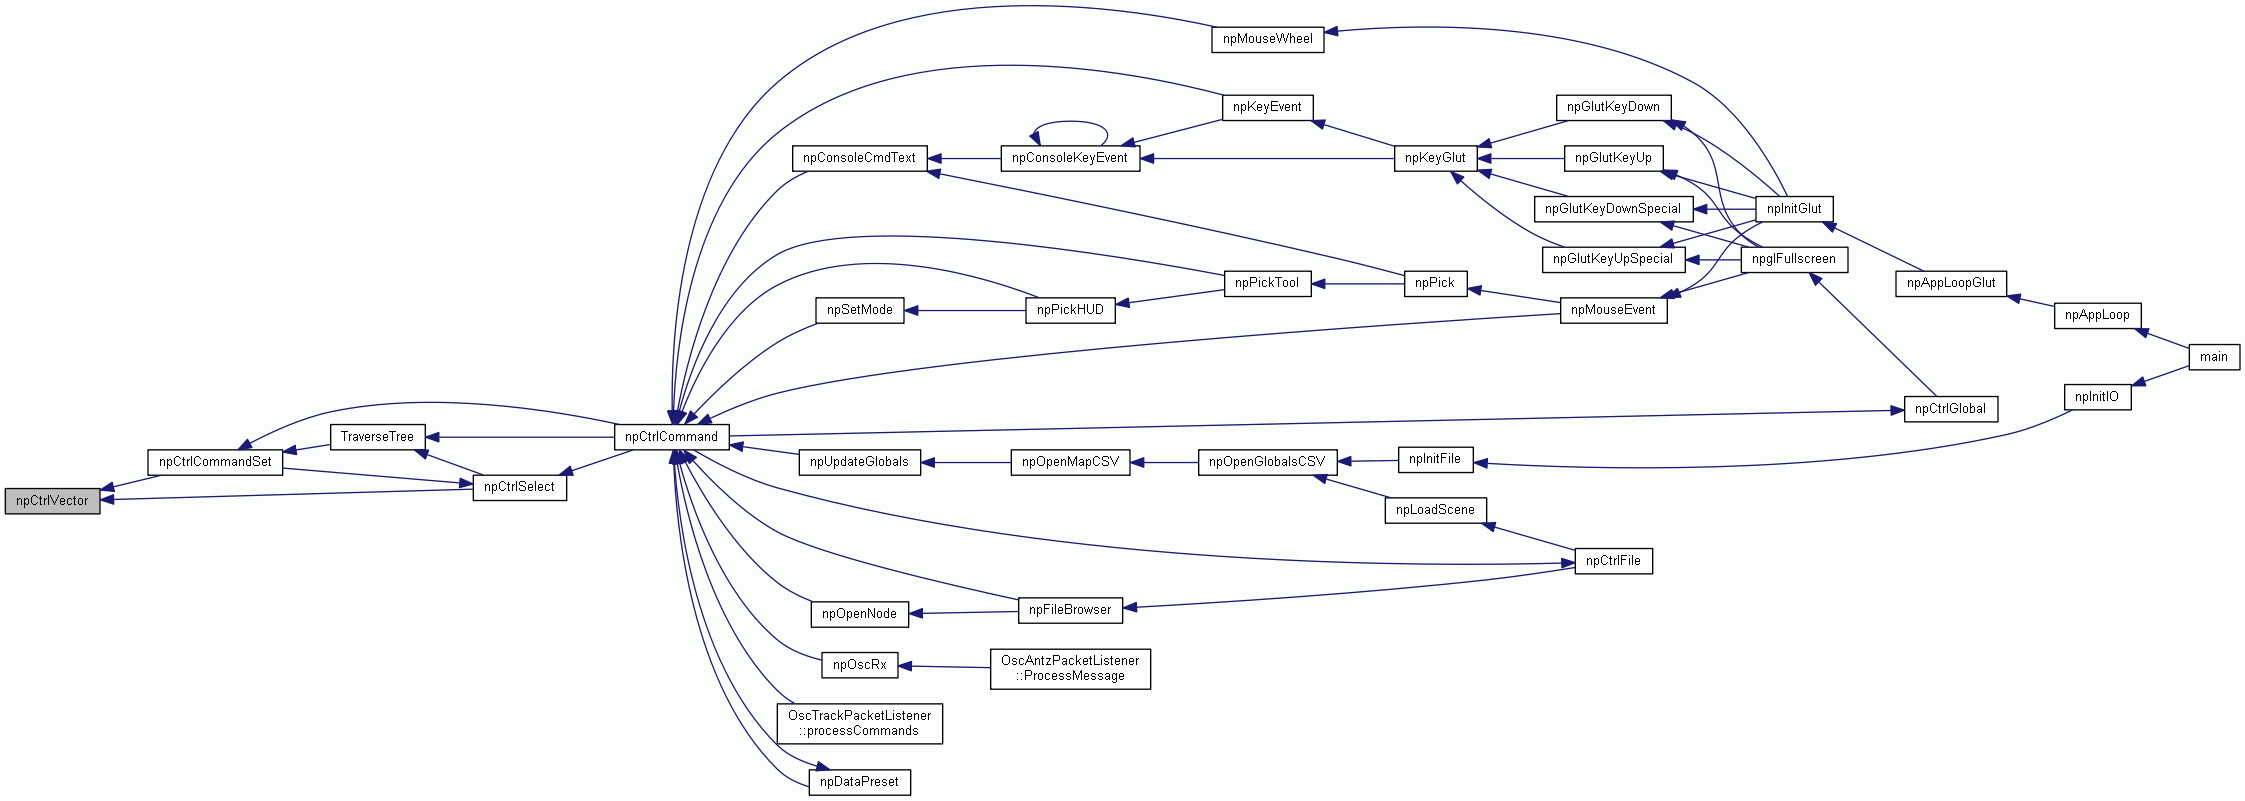 npMouseWheel
npKeyEvent
npGlutKeyDown
npConsoleCmdText
npConsoleKeyEvent
npKeyGlut
npGlutKeyUp
npGlutKeyDownSpecial
npInitGlut
npGlutKeyUpSpecial
npglFullscreen
npPickTool
npPick
npAppLoopGlut
npSetMode
npPickHUD
npMouseEvent
npAppLoop
main
npInitIO
npCtrlGlobal
TraverseTree
npCtrlCommand
npCtrlCommandSet
npUpdateGlobals
npOpenMapCSV
npOpenGlobalsCSV
npInitFile
npCtrlSelect
npCtrlVector
npLoadScene
npCtrlFile
npOpenNode
npFileBrowser
npOscRx
OscAntzPacketListener
::ProcessMessage
OscTrackPacketListener
::processCommands
npDataPreset